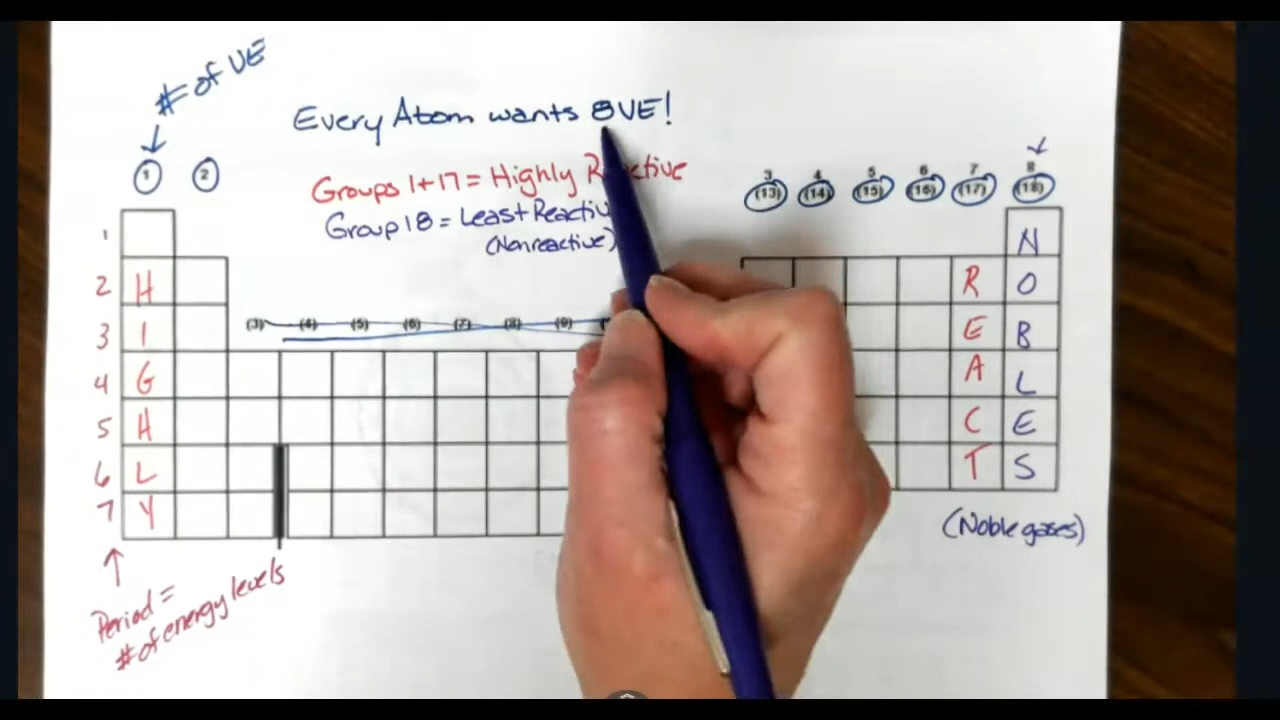 # of VE
Every Atom wants 8VE!
Groups 1+17 = Highly
Group 18 = Least
(Nonreactive)
1 2
3 4 5 6 7 8
(13) (14) (15) (16) (17) (18)
1 N
2 H R O
(3) (4) (5) (6) (7) (8) (9)
3 I E B
4 G A L
5 H C E
6 L T S
7 Y
(Noble gases)
Period =
# of energy levels